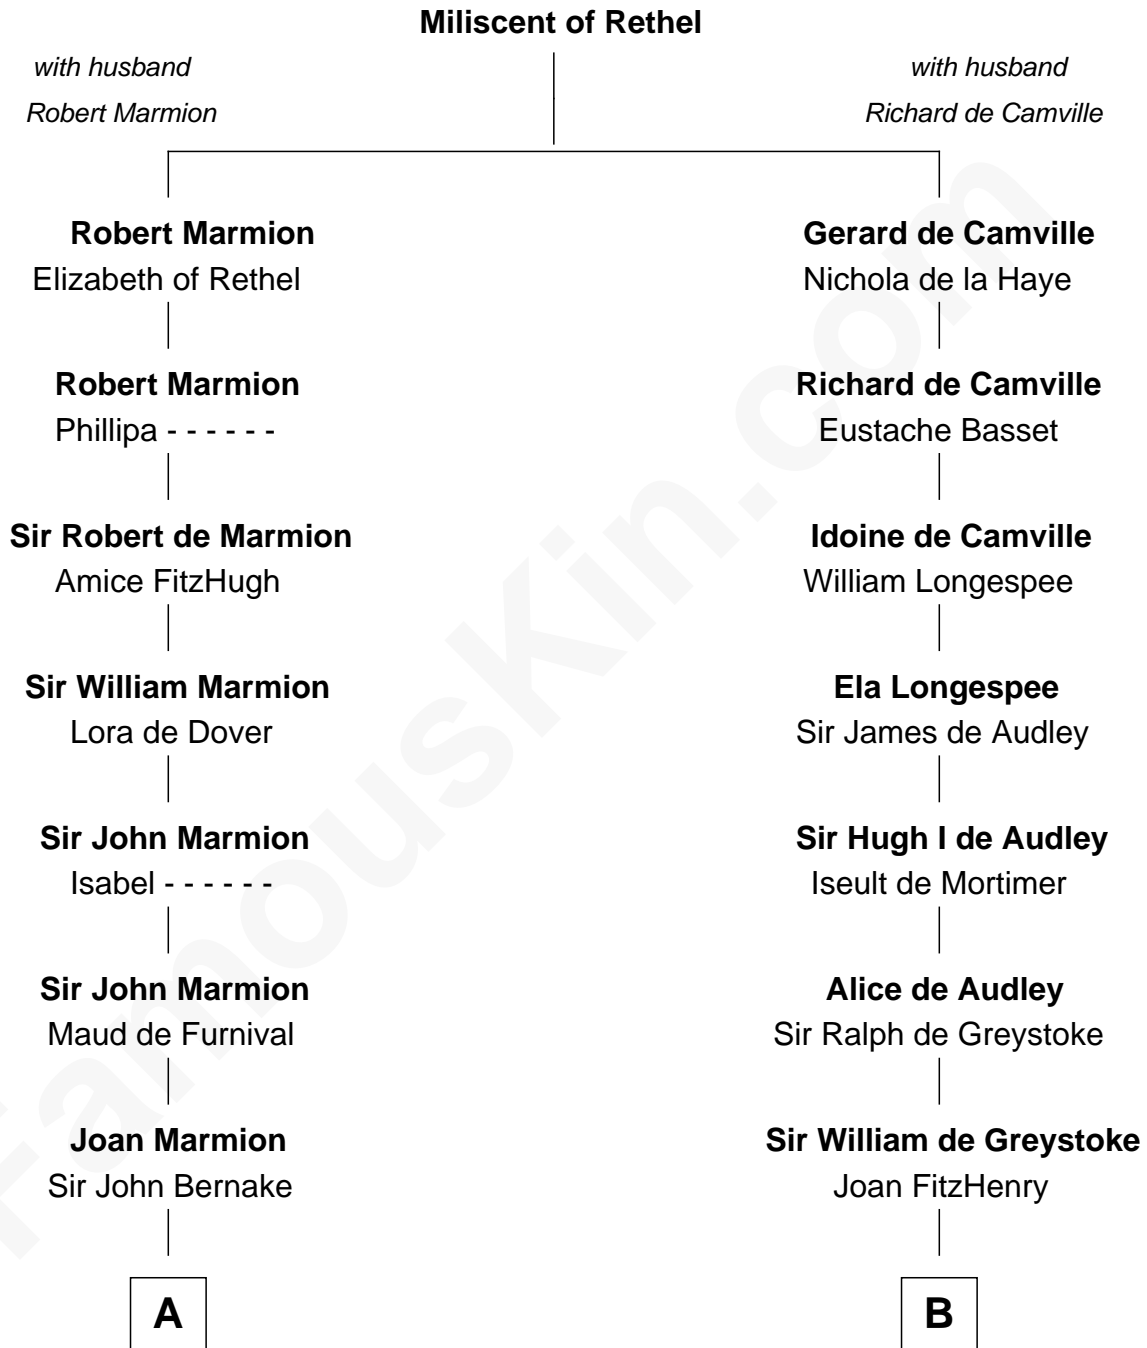 Miliscent of Rethel
with husband
Robert Marmion
with husband
Richard de Camville
Robert Marmion
Elizabeth of Rethel
Gerard de Camville
Nichola de la Haye
Robert Marmion
Phillipa - - - - - -
Richard de Camville
Eustache Basset
Sir Robert de Marmion
Amice FitzHugh
Idoine de Camville
William Longespee
Sir William Marmion
Lora de Dover
Ela Longespee
Sir James de Audley
Sir John Marmion
Isabel - - - - - -
Sir Hugh I de Audley
Iseult de Mortimer
Sir John Marmion
Maud de Furnival
Alice de Audley
Sir Ralph de Greystoke
Joan Marmion
Sir John Bernake
Sir William de Greystoke
Joan FitzHenry
A
B
FamousKin.com